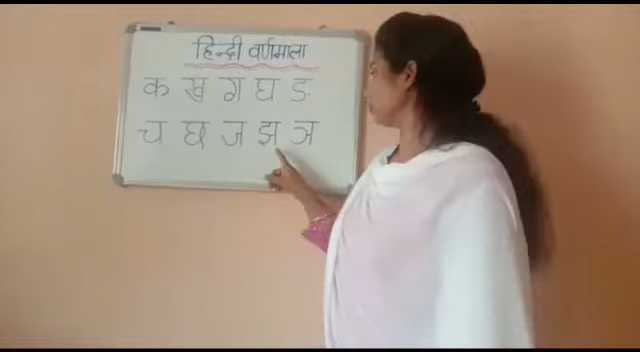 हिन्दी वर्णमाला
क ख ग घ ङ
च छ ज झ ञ